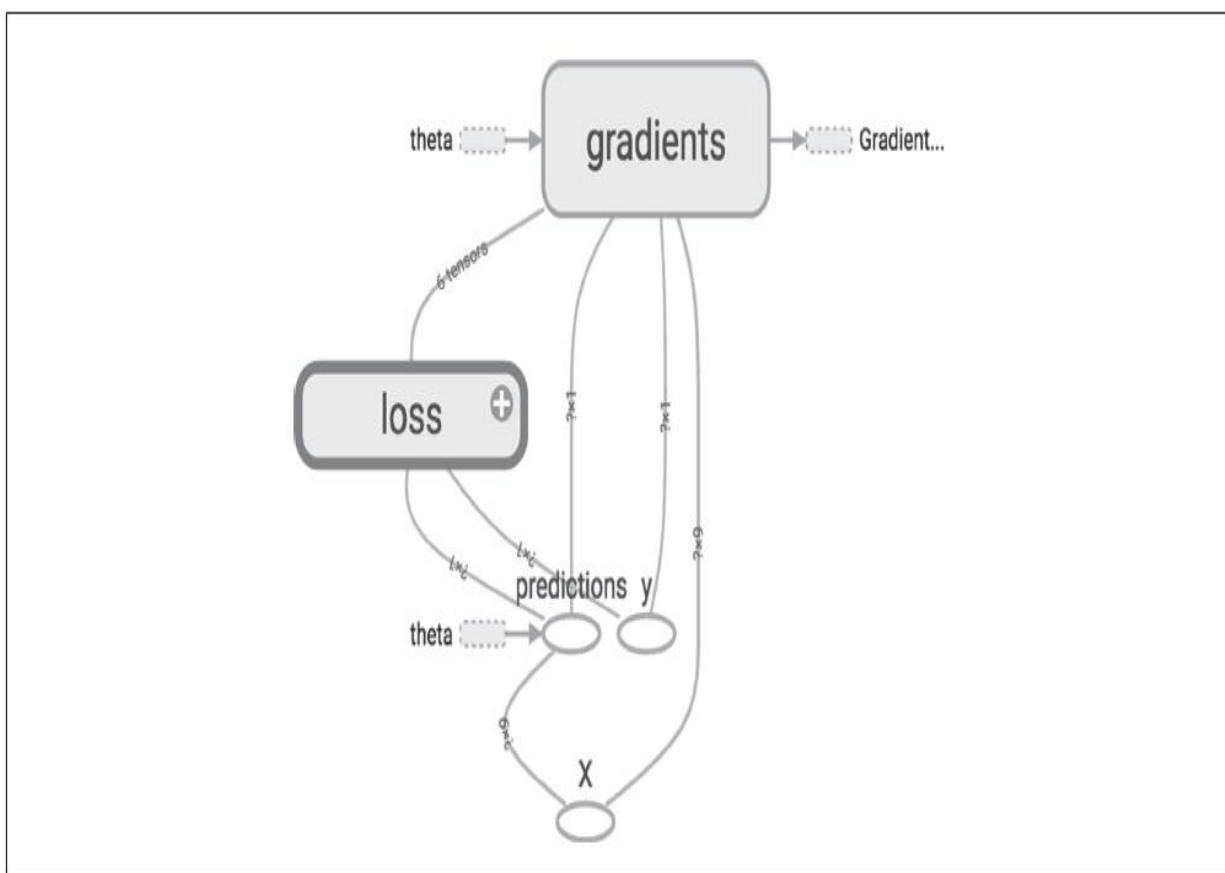 theta
gradients
Gradient...
6 tensors
loss
?×1
?×1
?×9
?×1
?×1
predictions
y
theta
?×9
X